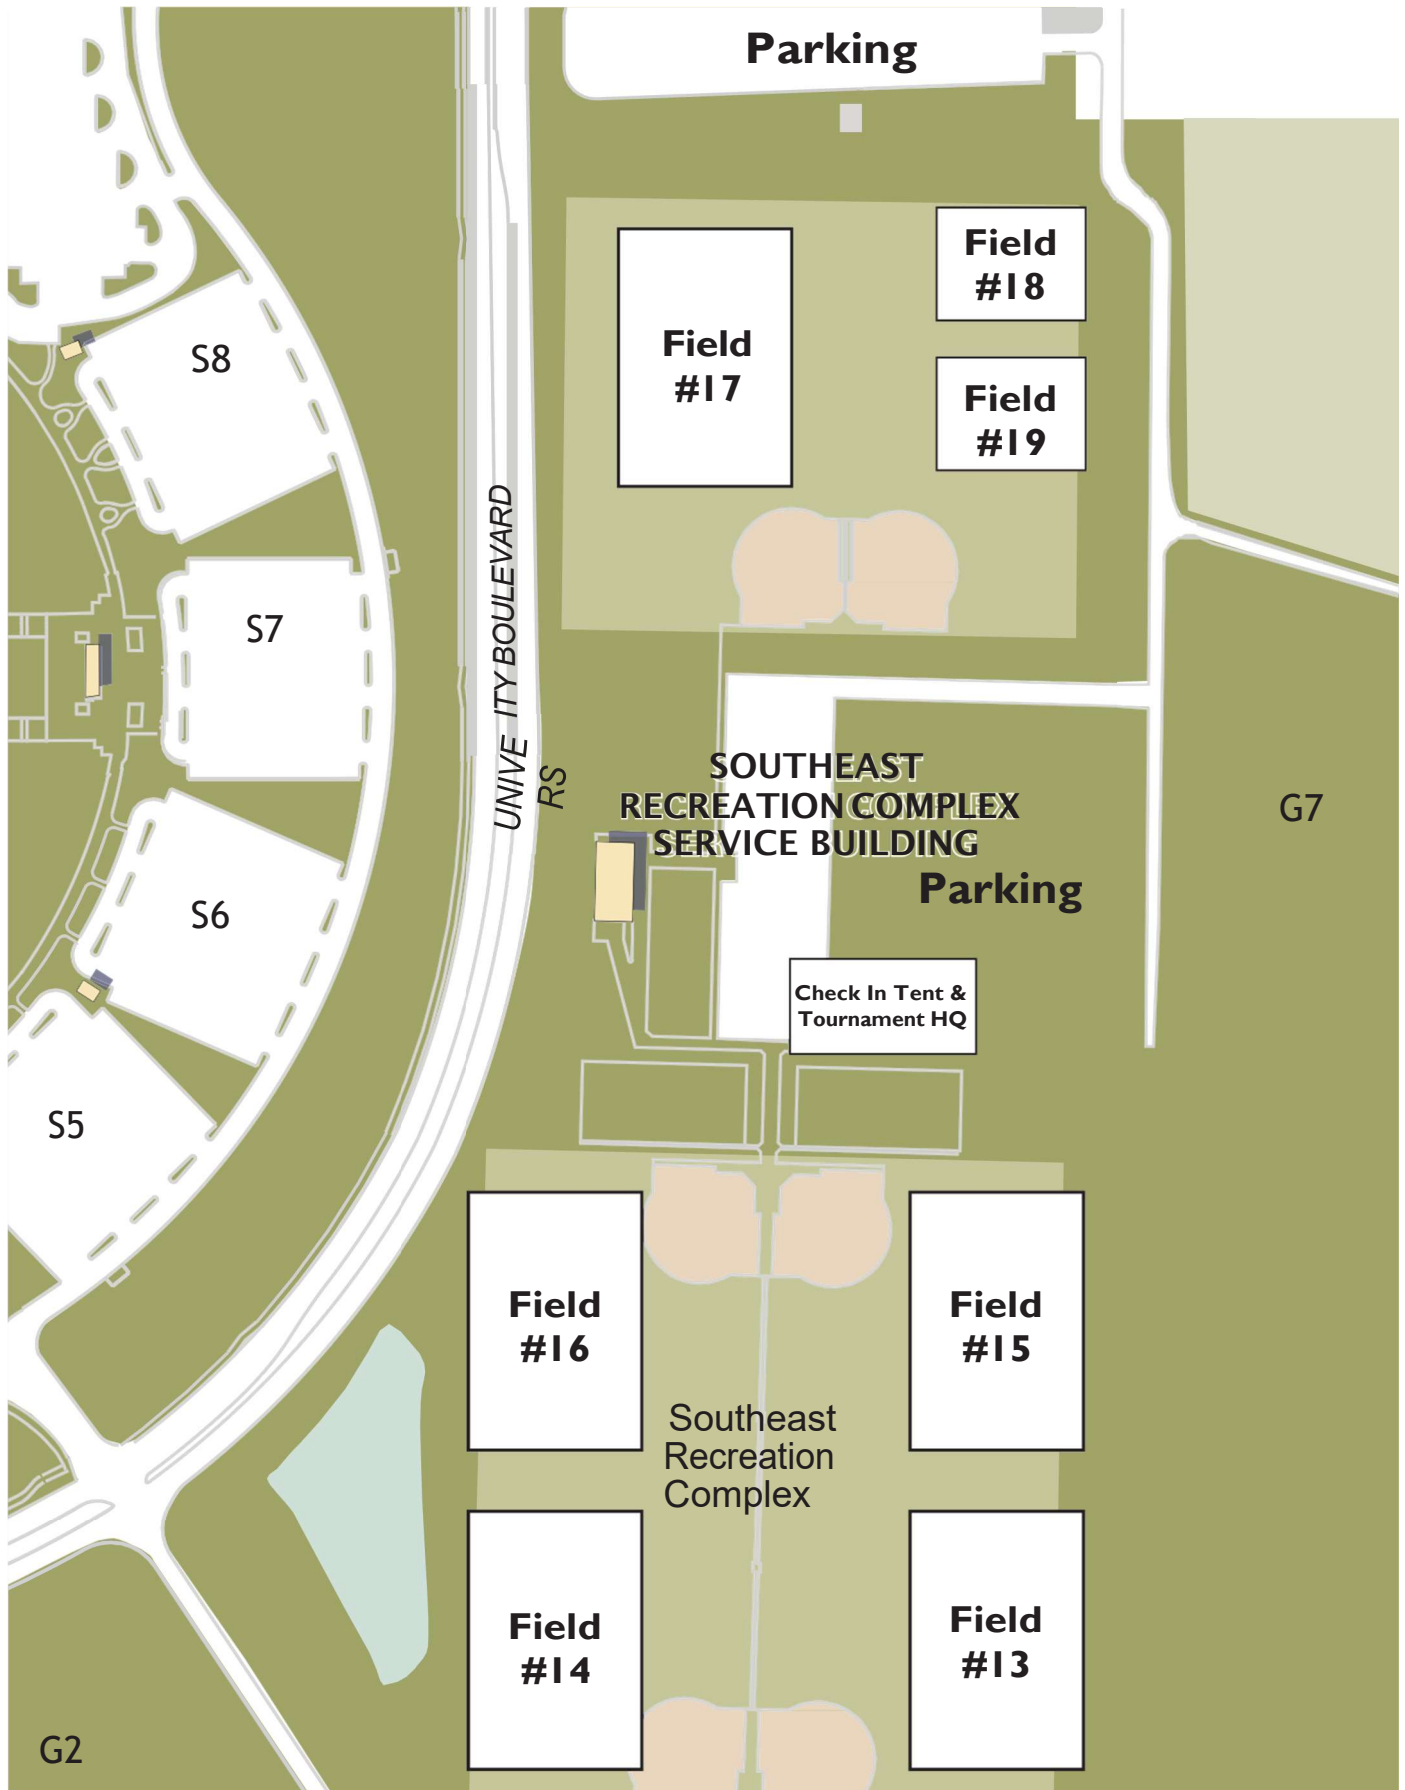 Parking
Field
#18
Field
#17
S8
Field
#19
S7
UNIVE ITY BOULEVARD
RS
SOUTHEAST
RECREATION COMPLEX
SERVICE BUILDING
G7
Parking
S6
Check In Tent &
Tournament HQ
S5
Field
#16
Field
#15
Southeast
Recreation
Complex
Field
#14
Field
#13
G2